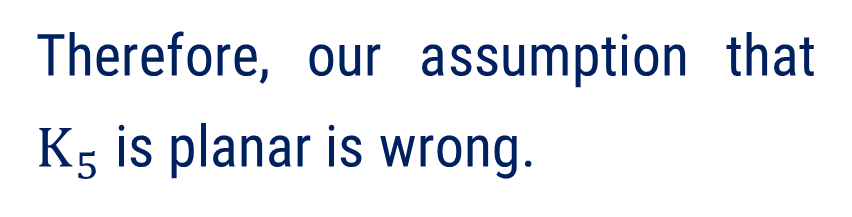 Therefore, our assumption that
K₅ is planar is wrong.